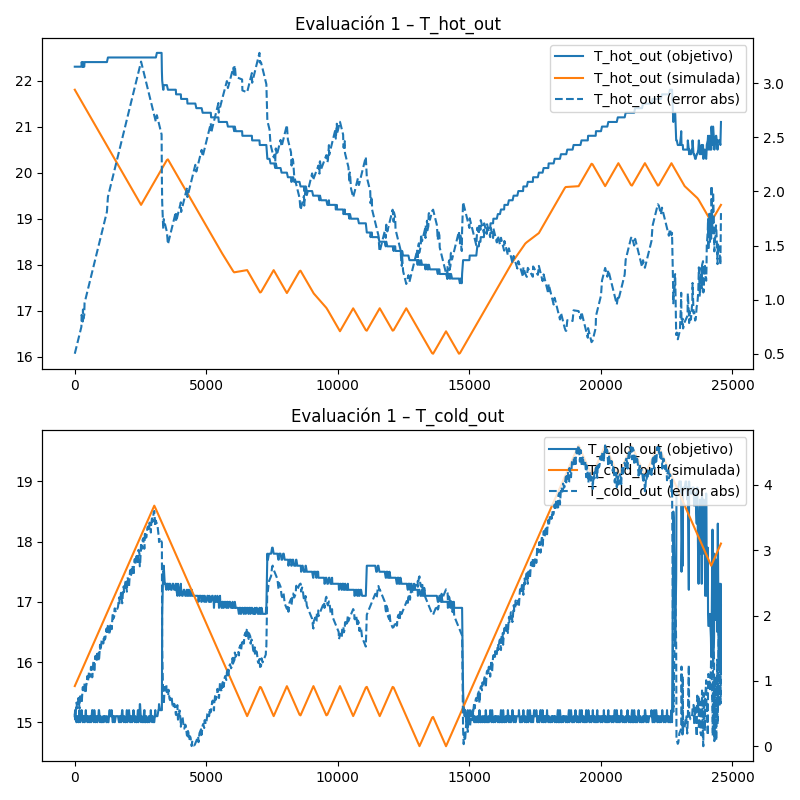 Evaluación 1 – T_hot_out
T_hot_out (objetivo)
T_hot_out (simulada)
T_hot_out (error abs)
22
21
20
19
18
17
16
3.0
2.5
2.0
1.5
1.0
0.5
0 5000 10000 15000 20000 25000
Evaluación 1 – T_cold_out
T_cold_out (objetivo)
T_cold_out (simulada)
T_cold_out (error abs)
19
18
17
16
15
4
3
2
1
0
0 5000 10000 15000 20000 25000